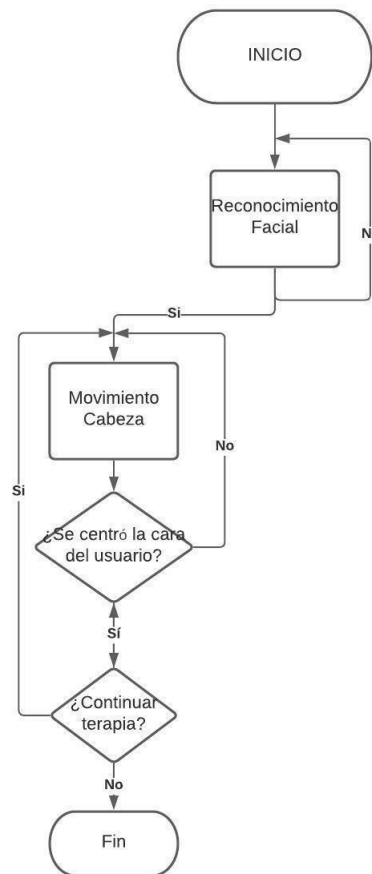 INICIO
Reconocimiento
Facial
N
Si
Movimiento
Cabeza
No
Si
¿Se centró la cara
del usuario?
Sí
¿Continuar
terapia?
No
Fin